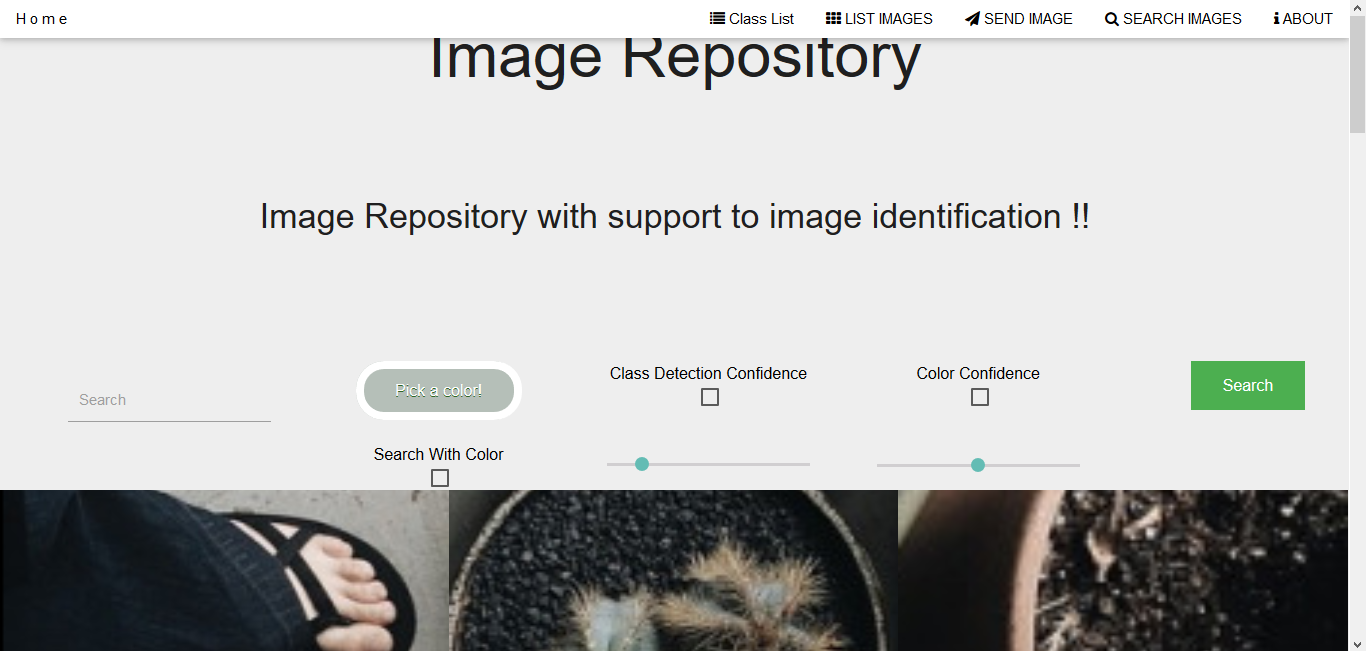 Home
Class List
LIST IMAGES
SEND IMAGE
SEARCH IMAGES
ABOUT
Image Repository
Image Repository with support to image identification !!
Search
Pick a color!
Search With Color
Class Detection Confidence
Color Confidence
Search